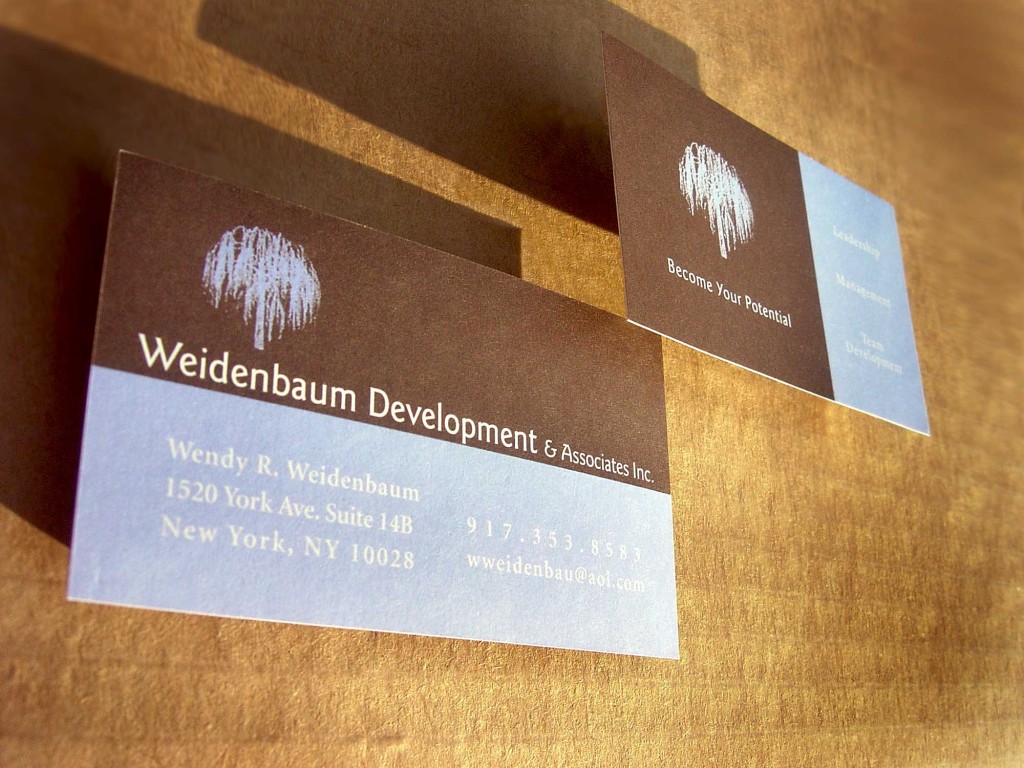 Weidenbaum Development & Associates Inc.
Wendy R. Weidenbaum
1520 York Ave. Suite 14B
New York, NY 10028
917.353.8583
wweidenbau@aol.com
Become Your Potential
Leadership
Management
Team
Development